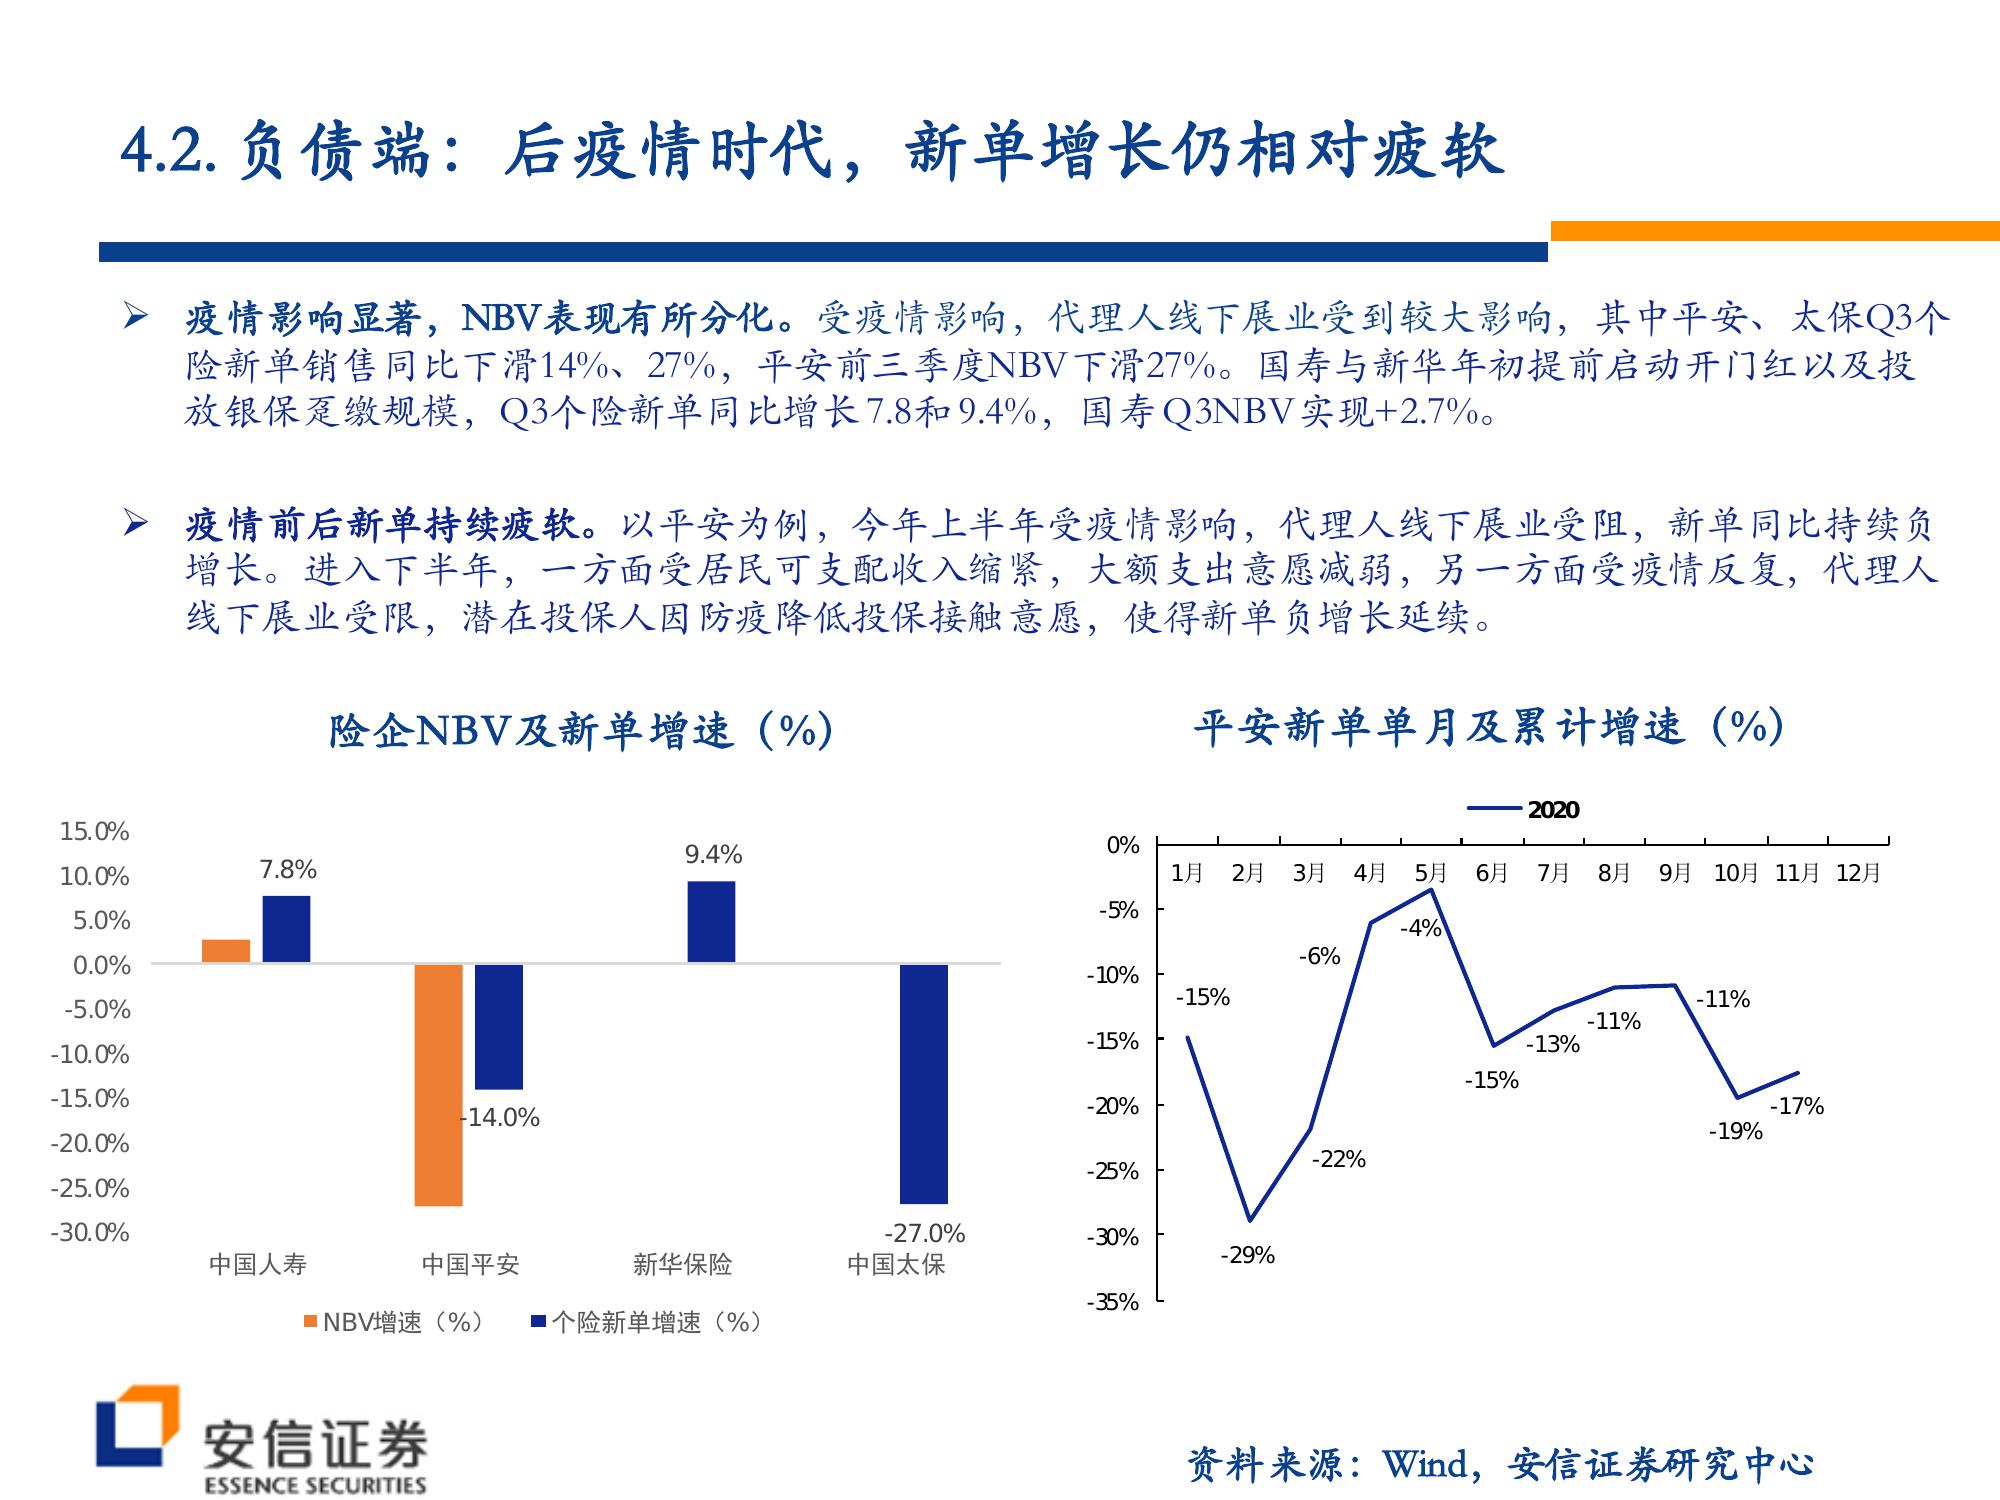 4.2. 负债端：后疫情时代，新单增长仍相对疲软
➢ 疫情影响显著，NBV表现有所分化。受疫情影响，代理人线下展业受到较大影响，其中平安、太保Q3个
险新单销售同比下滑14%、27%，平安前三季度NBV下滑27%。国寿与新华年初提前启动开门红以及投
放银保趸缴规模，Q3个险新单同比增长7.8和9.4%，国寿Q3NBV实现+2.7%。
➢ 疫情前后新单持续疲软。以平安为例，今年上半年受疫情影响，代理人线下展业受阻，新单同比持续负
增长。进入下半年，一方面受居民可支配收入缩紧，大额支出意愿减弱，另一方面受疫情反复，代理人
线下展业受限，潜在投保人因防疫降低投保接触意愿，使得新单负增长延续。
险企NBV及新单增速（%）
15.0%
10.0%
5.0%
0.0%
-5.0%
-10.0%
-15.0%
-20.0%
-25.0%
-30.0%
7.8%
-14.0%
9.4%
-27.0%
中国人寿 中国平安 新华保险 中国太保
NBV增速（%） 个险新单增速（%）
平安新单单月及累计增速（%）
2020
0%
-5%
-10%
-15%
-20%
-25%
-30%
-35%
1月 2月 3月 4月 5月 6月 7月 8月 9月 10月 11月 12月
-15%
-29%
-22%
-6%
-4%
-15%
-13%
-11%
-11%
-19%
-17%
安信证券
ESSENCE SECURITIES
资料来源：Wind，安信证券研究中心